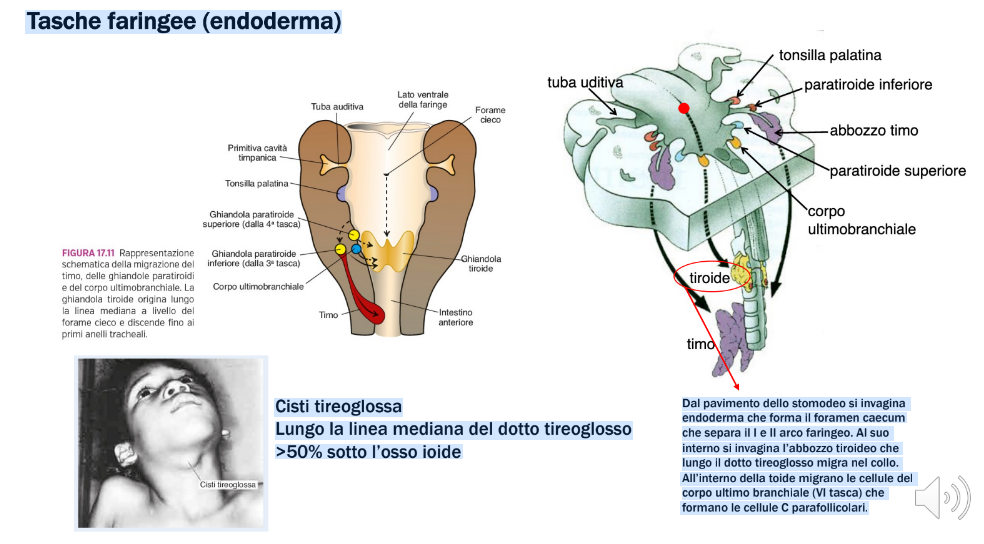 Tasche faringee (endoderma)
Tuba auditiva
Lato ventrale
della faringe
Forame
cieco
Primitiva cavità
timpanica
Tonsilla palatina
Ghiandola paratiroide
superiore (dalla 4ª tasca)
Ghiandola paratiroide
inferiore (dalla 3ª tasca)
Corpo ultimobranchiale
Timo
Ghiandola
tiroide
Intestino
anteriore
FIGURA 17.11 Rappresentazione
schematica della migrazione del
timo, delle ghiandole paratiroidi
e del corpo ultimobranchiale. La
ghiandola tiroide origina lungo
la linea mediana a livello del
forame cieco e discende fino ai
primi anelli tracheali.
tuba uditiva
tonsilla palatina
paratiroide inferiore
abbozzo timo
paratiroide superiore
corpo
ultimobranchiale
tiroide
timo
Cisti tireoglossa
Cisti tireoglossa
Lungo la linea mediana del dotto tireoglosso
>50% sotto l'osso ioide
Dal pavimento dello stomodeo si invagina
endoderma che forma il foramen caecum
che separa il I e II arco faringeo. Al suo
interno si invagina l'abbozzo tiroideo che
lungo il dotto tireoglosso migra nel collo.
All'interno della toide migrano le cellule del
corpo ultimo branchiale (VI tasca) che
formano le cellule C parafollicolari.